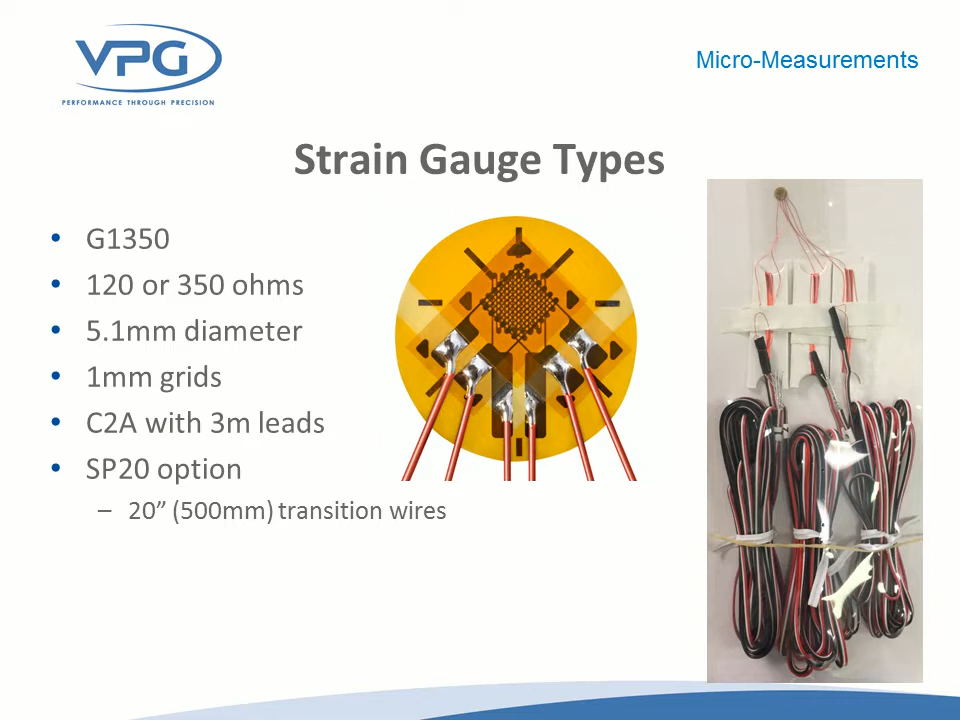 VPG
PERFORMANCE THROUGH PRECISION
Micro-Measurements
Strain Gauge Types
• G1350
• 120 or 350 ohms
• 5.1mm diameter
• 1mm grids
• C2A with 3m leads
• SP20 option
– 20” (500mm) transition wires